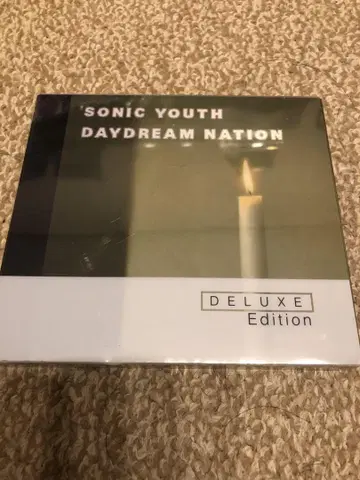 SONIC YOUTH
DAYDREAM NATION
DELUXE
Edition